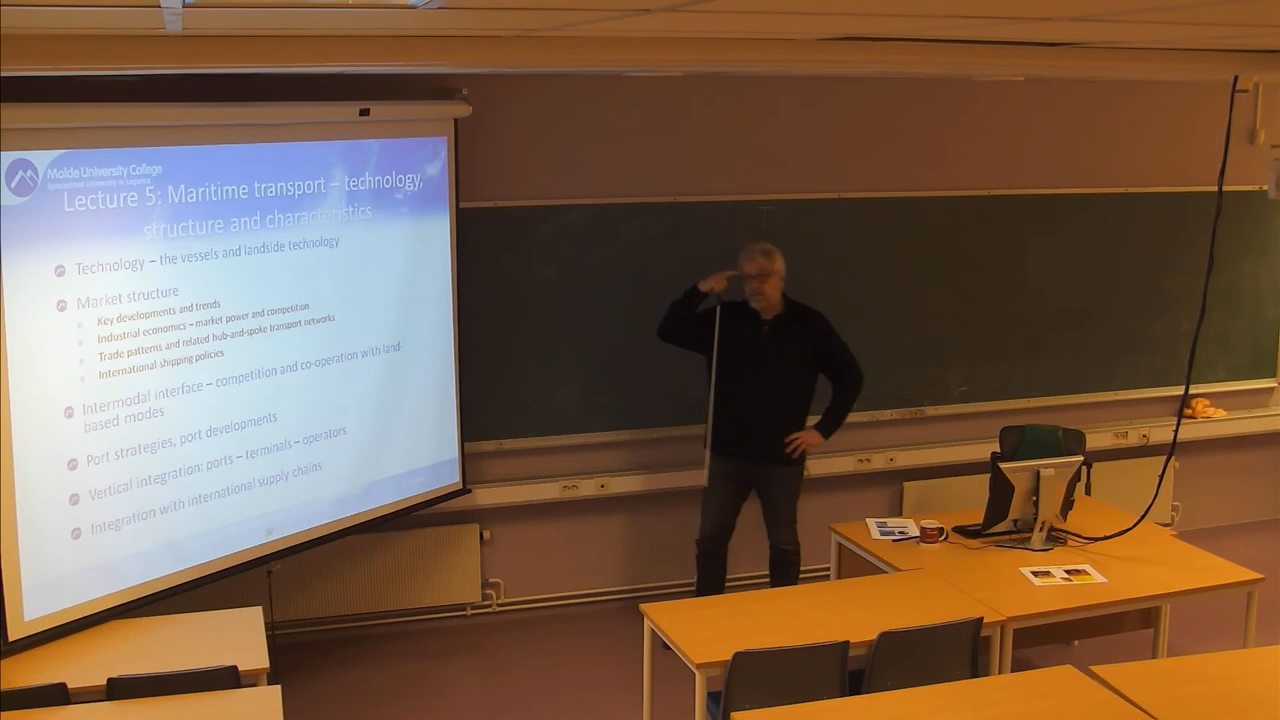 Molde University College
Specialized University in Logistics
Lecture 5: Maritime transport – technology,
structure and characteristics
Technology – the vessels and landside technology
Market structure
Key developments and trends
Industrial economics – market power and competition
Trade patterns and related hub-and-spoke transport networks
International shipping policies
Intermodal interface – competition and co-operation with land-
based modes
Port strategies, port developments
Vertical integration: ports – terminals – operators
Integration with international supply chains